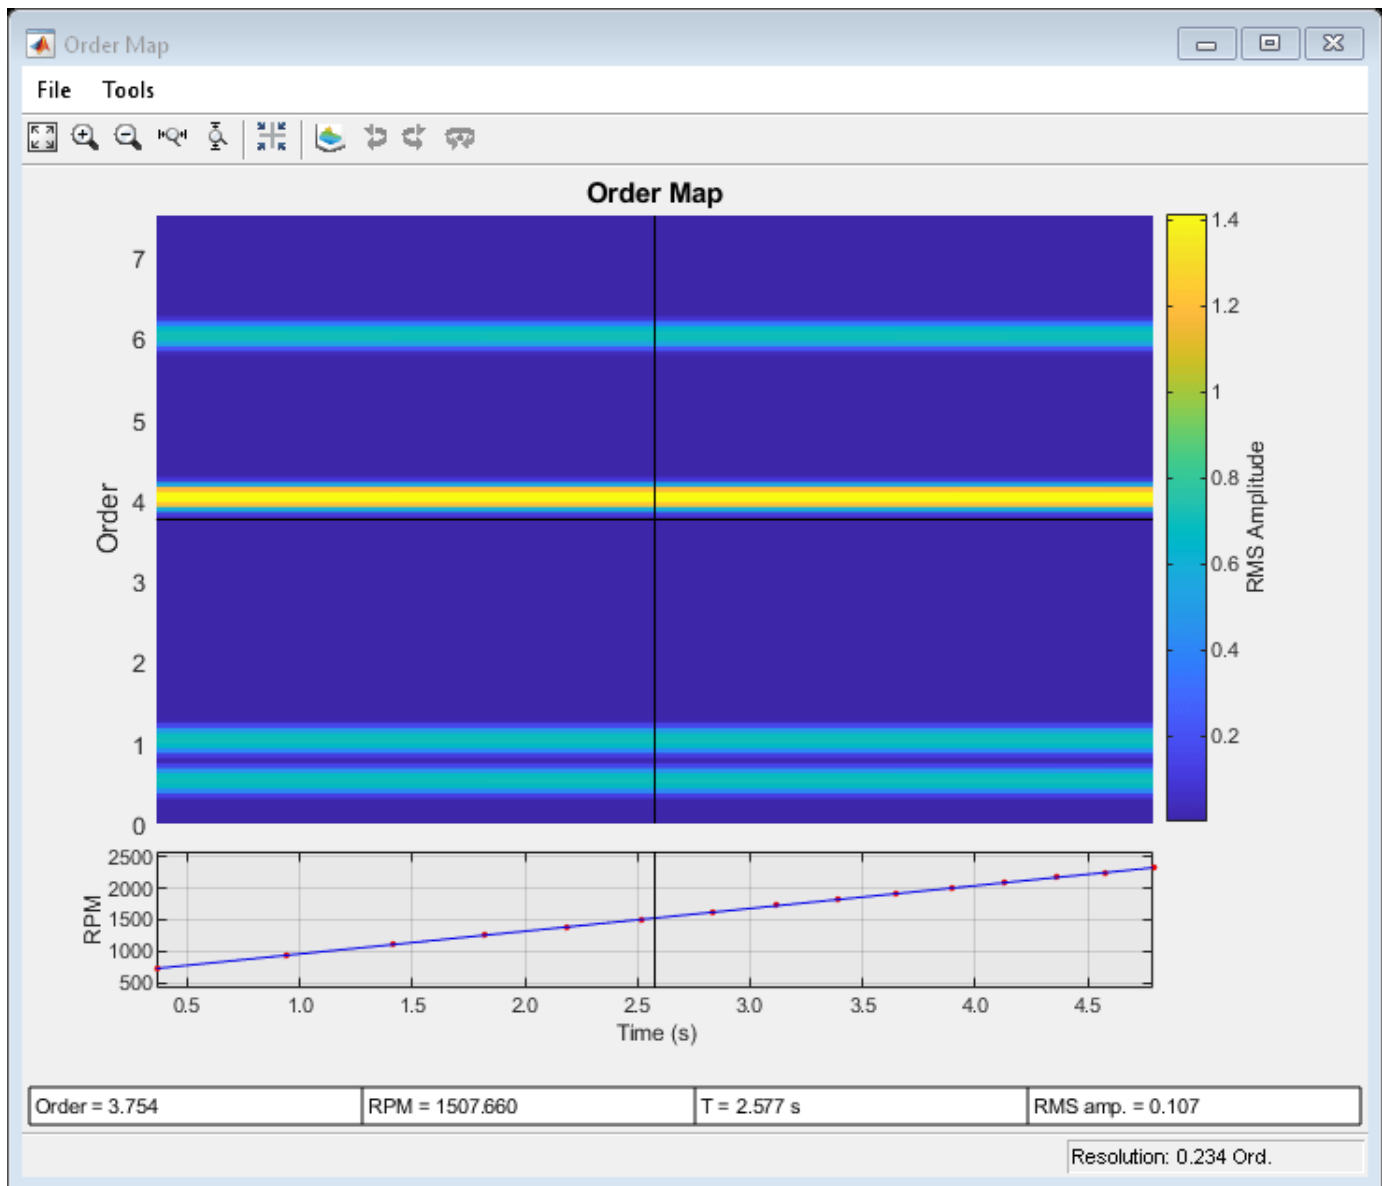 Order Map
File Tools
Order Map
7
6
5
4
3
2
1
0
Order
1.4
1.2
1
0.8
0.6
0.4
0.2
RMS Amplitude
2500
2000
1500
1000
500
RPM
0.5 1.0 1.5 2.0 2.5 3.0 3.5 4.0 4.5
Time (s)
Order = 3.754 RPM = 1507.660 T = 2.577 s RMS amp. = 0.107
Resolution: 0.234 Ord.